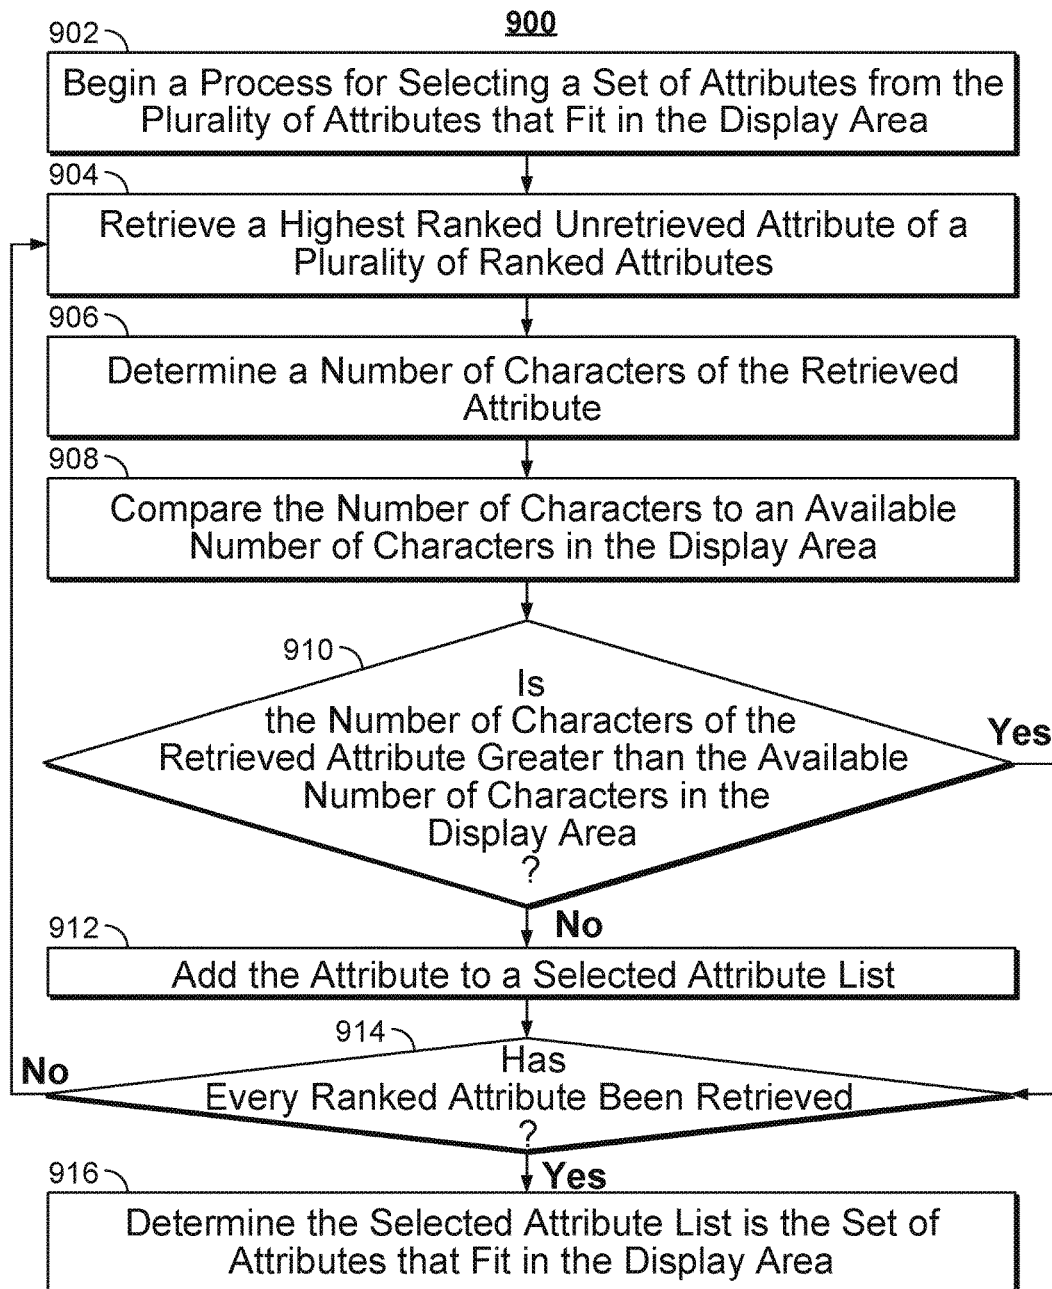 900
902
Begin a Process for Selecting a Set of Attributes from the
Plurality of Attributes that Fit in the Display Area
904
Retrieve a Highest Ranked Unretrieved Attribute of a
Plurality of Ranked Attributes
906
Determine a Number of Characters of the Retrieved
Attribute
908
Compare the Number of Characters to an Available
Number of Characters in the Display Area
910
Is
the Number of Characters of the
Retrieved Attribute Greater than the Available
Number of Characters in the
Display Area
?
Yes
No
912
Add the Attribute to a Selected Attribute List
914
Has
Every Ranked Attribute Been Retrieved
?
No
Yes
916
Determine the Selected Attribute List is the Set of
Attributes that Fit in the Display Area